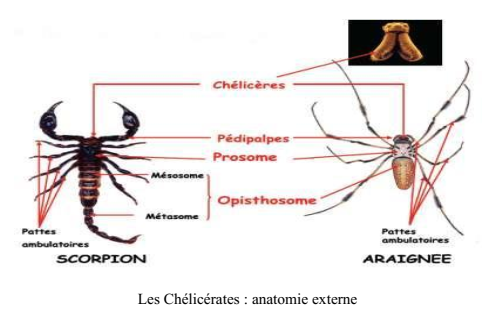 Chélicères
Pédipalpes
Prosome
Mésosome
Opisthosome
Métasome
Pattes
ambulatoires
Pattes
ambulatoires
SCORPION
ARAIGNEE
Les Chélicérates : anatomie externe